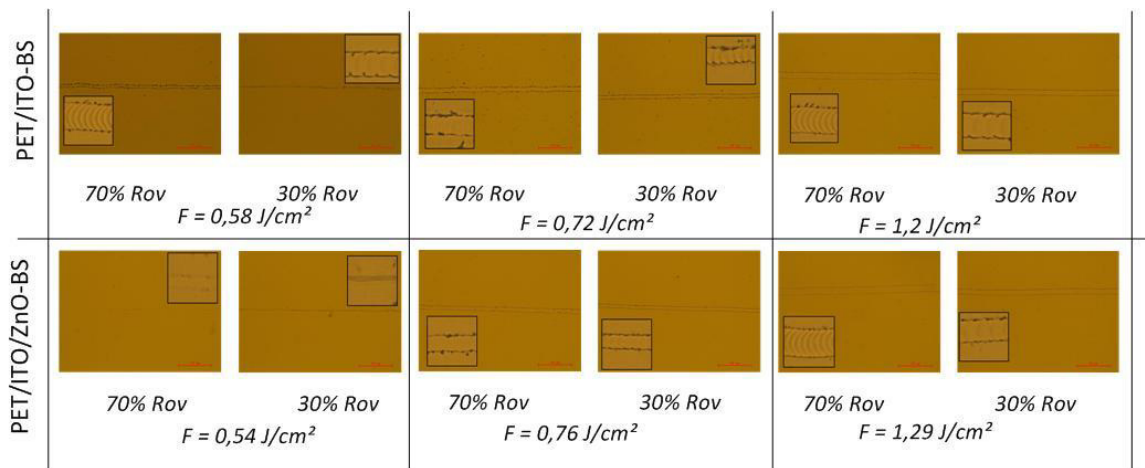 PET/ITO-BS
70% Rov
30% Rov
F = 0,58 J/cm²
70% Rov
30% Rov
F = 0,72 J/cm²
70% Rov
30% Rov
F = 1,2 J/cm²
PET/ITO/ZnO-BS
70% Rov
30% Rov
F = 0,54 J/cm²
70% Rov
30% Rov
F = 0,76 J/cm²
70% Rov
30% Rov
F = 1,29 J/cm²